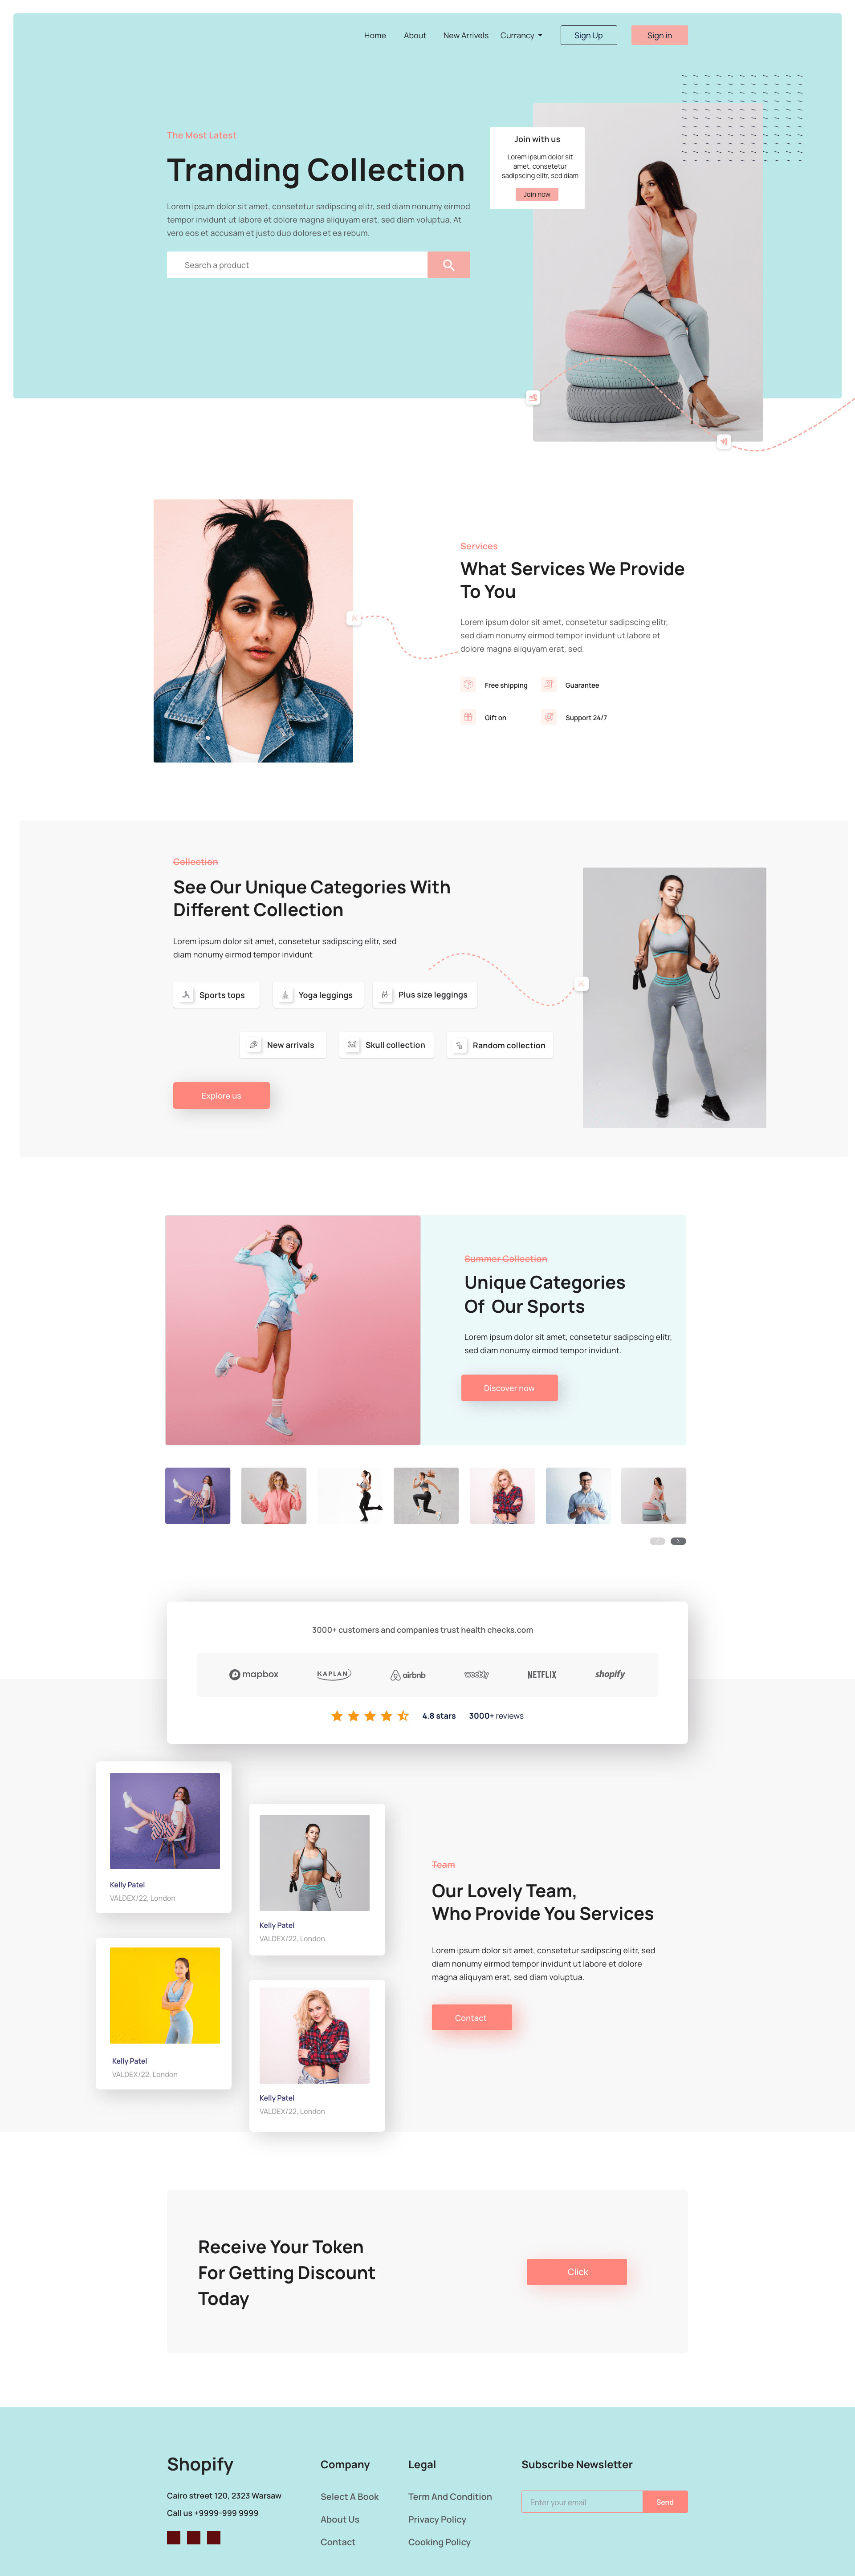 Home About New Arrivels Currancy Sign Up Sign in
The Most Latest
Tranding Collection
Lorem ipsum dolor sit amet, consetetur sadipscing elitr, sed diam nonumy eirmod
tempor invidunt ut labore et dolore magna aliquyam erat, sed diam voluptua. At
vero eos et accusam et justo duo dolores et ea rebum.
Search a product
Join with us
Lorem ipsum dolor sit
amet, consetetur
sadipscing elitr, sed diam
Join now
Services
What Services We Provide
To You
Lorem ipsum dolor sit amet, consetetur sadipscing elitr,
sed diam nonumy eirmod tempor invidunt ut labore et
dolore magna aliquyam erat, sed.
Free shipping Guarantee
Gift on Support 24/7
Collection
See Our Unique Categories With
Different Collection
Lorem ipsum dolor sit amet, consetetur sadipscing elitr, sed
diam nonumy eirmod tempor invidunt
Sports tops Yoga leggings Plus size leggings
New arrivals Skull collection Random collection
Explore us
Summer Collection
Unique Categories
Of Our Sports
Lorem ipsum dolor sit amet, consetetur sadipscing elitr,
sed diam nonumy eirmod tempor invidunt.
Discover now
3000+ customers and companies trust health checks.com
mapbox KAPLAN airbnb weebly NETFLIX shopify
4.8 stars 3000+ reviews
Kelly Patel
VALDEX/22, London
Kelly Patel
VALDEX/22, London
Kelly Patel
VALDEX/22, London
Kelly Patel
VALDEX/22, London
Team
Our Lovely Team,
Who Provide You Services
Lorem ipsum dolor sit amet, consetetur sadipscing elitr, sed
diam nonumy eirmod tempor invidunt ut labore et dolore
magna aliquyam erat, sed diam voluptua.
Contact
Receive Your Token
For Getting Discount
Today
Click
Shopify
Cairo street 120, 2323 Warsaw
Call us +9999-999 9999
Company
Select A Book
About Us
Contact
Legal
Term And Condition
Privacy Policy
Cooking Policy
Subscribe Newsletter
Enter your email Send